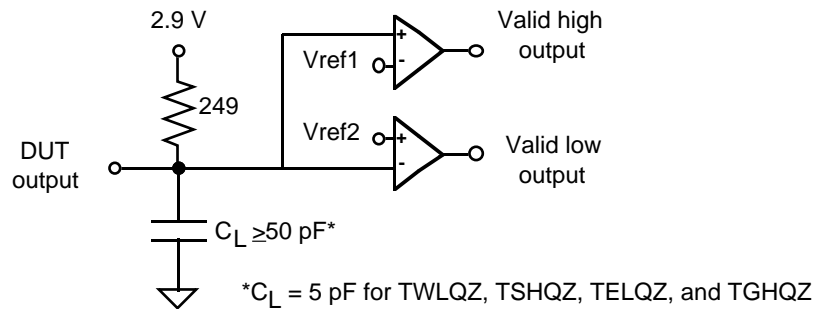 2.9 V
Valid high
output
+
Vref1
-
249
Vref2
+
-
DUT
output
Valid low
output
C_L ≥50 pF*
*C_L = 5 pF for TWLQZ, TSHQZ, TELQZ, and TGHQZ